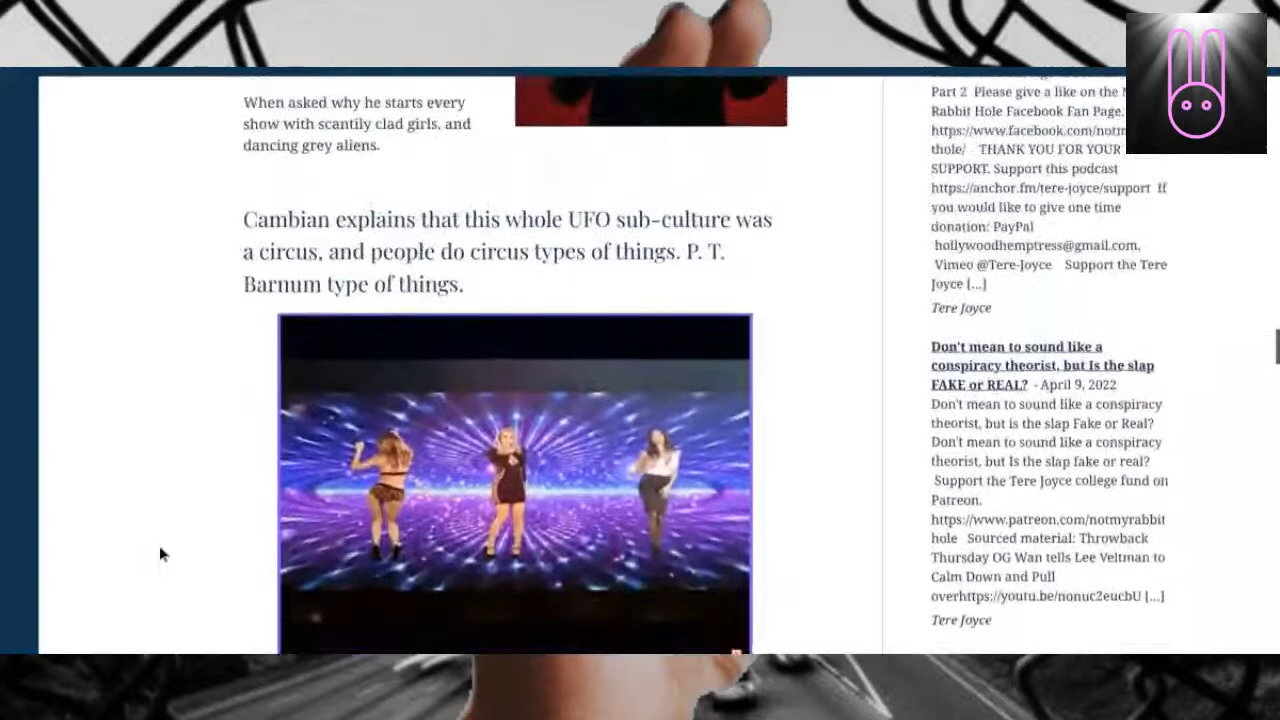 When asked why he starts every
show with scantily clad girls, and
dancing grey aliens.
Cambian explains that this whole UFO sub-culture was
a circus, and people do circus types of things. P. T.
Barnum type of things.
Part 2 Please give a like on the
Rabbit Hole Facebook Fan Page.
https://www.facebook.com/notm
thole/ THANK YOU FOR YOUR
SUPPORT. Support this podcast
https://anchor.fm/tere-joyce/support If
you would like to give one time
donation: PayPal
hollywoodhemptress@gmail.com,
Vimeo @Tere-Joyce Support the Tere
Joyce [...]
Tere Joyce
Don't mean to sound like a
conspiracy theorist, but Is the slap
FAKE or REAL? - April 9, 2022
Don't mean to sound like a conspiracy
theorist, but is the slap Fake or Real?
Don't mean to sound like a conspiracy
theorist, but Is the slap fake or real?
Support the Tere Joyce college fund on
Patreon.
https://www.patreon.com/notmyrabbit
hole Sourced material: Throwback
Thursday OG Wan tells Lee Veltman to
Calm Down and Pull
overhttps://youtu.be/nonuc2eucbU [...]
Tere Joyce